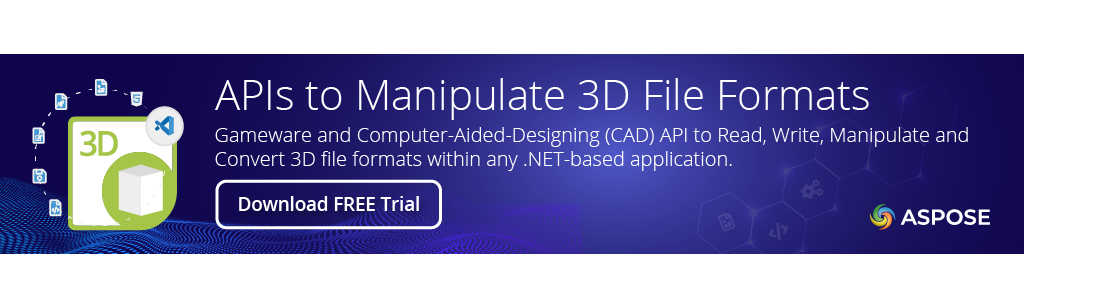 APIs to Manipulate 3D File Formats
3D
Gameware and Computer-Aided-Designing (CAD) API to Read, Write, Manipulate and
Convert 3D file formats within any .NET-based application.
Download FREE Trial
ASPOSE